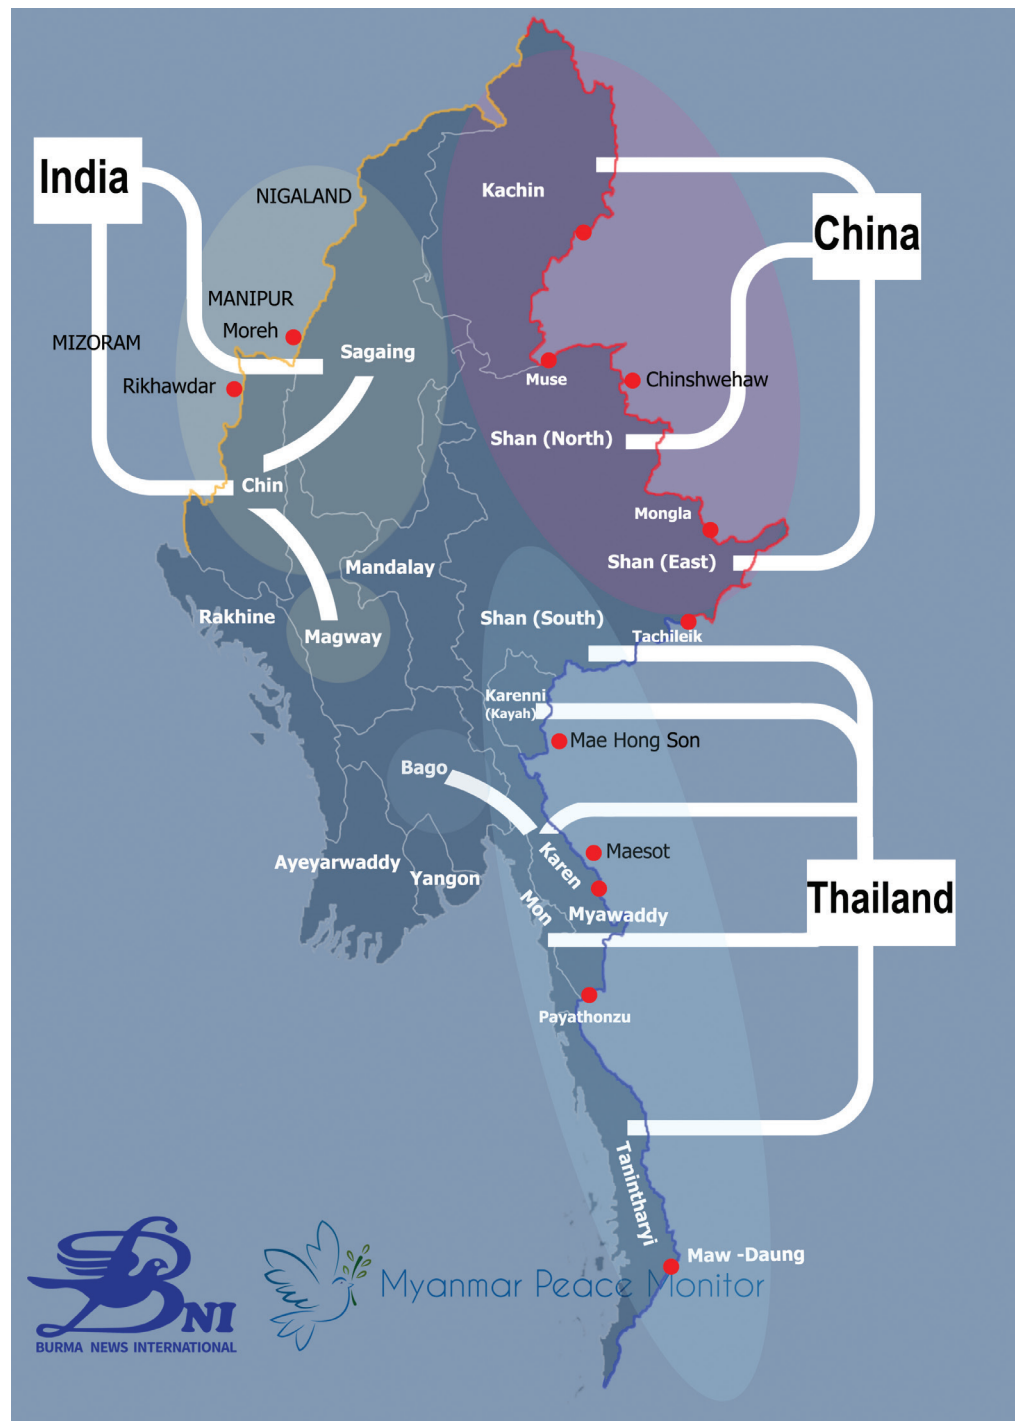 India
China
NIGALAND
Kachin
MANIPUR
Moreh
MIZORAM
Sagaing
Rikhawdar
Muse
Chinshwehaw
Shan (North)
Chin
Mongla
Mandalay
Shan (East)
Rakhine
Magway
Shan (South)
Tachileik
Karenni
(Kayah)
Mae Hong Son
Bago
Karen
Maesot
Ayeyarwaddy
Yangon
Mon
Myawaddy
Thailand
Payathonzu
Tanintharyi
Maw -Daung
BNI
BURMA NEWS INTERNATIONAL
Myanmar Peace Monitor